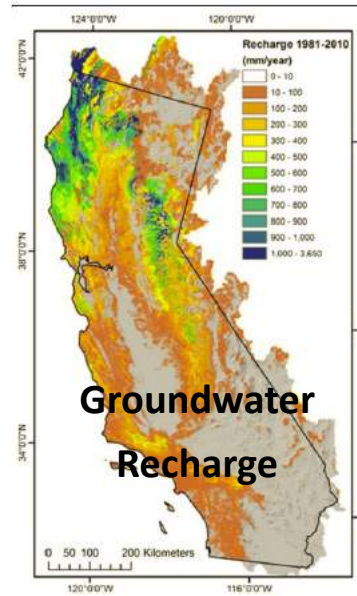 124°0'0"W
120°0'0"W
42°0'0"N
Recharge 1981-2010
(mm/year)
0 - 10
10 - 100
100 - 200
200 - 300
300 - 400
400 - 500
500 - 600
600 - 700
700 - 800
800 - 900
900 - 1,000
1,000 - 3,650
38°0'0"N
34°0'0"N
Groundwater
Recharge
0 50 100 200 Kilometers
120°0'0"W
116°0'0"W